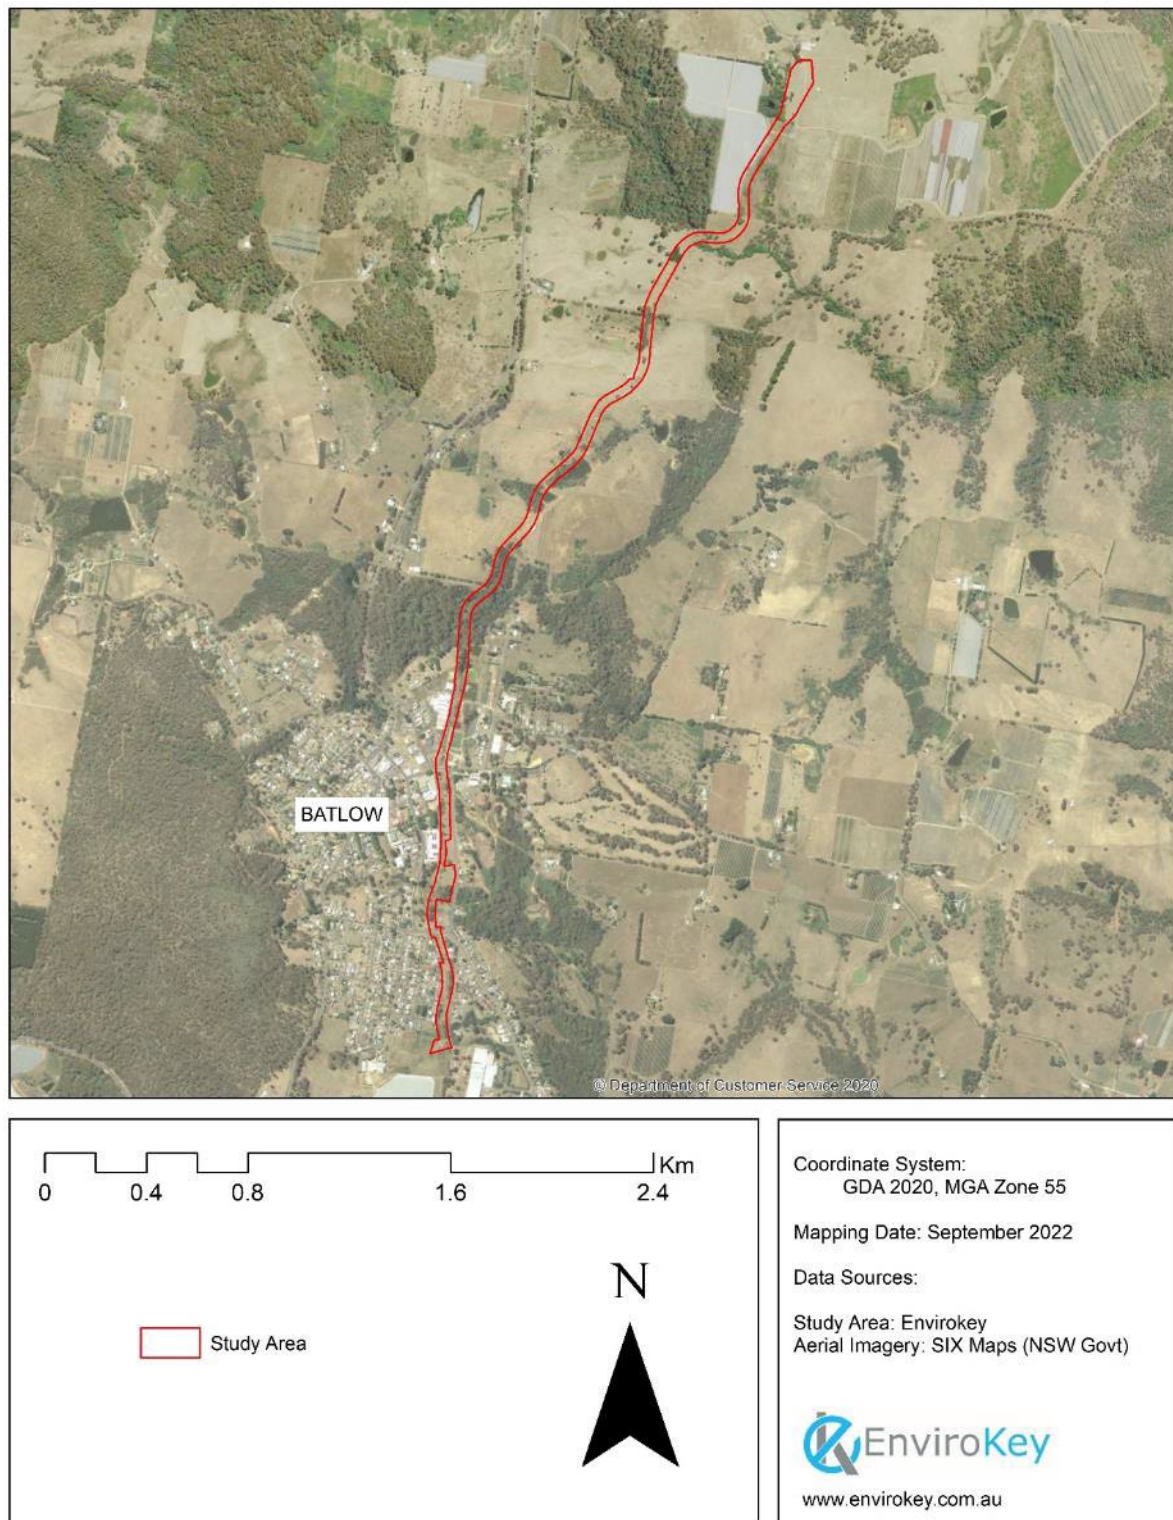 BATLOW
© Department of Customer Service 2020
Km
0 0.4 0.8 1.6 2.4
N
Study Area
Coordinate System:
GDA 2020, MGA Zone 55
Mapping Date: September 2022
Data Sources:
Study Area: Envirokey
Aerial Imagery: SIX Maps (NSW Govt)
EnviroKey
www.envirokey.com.au